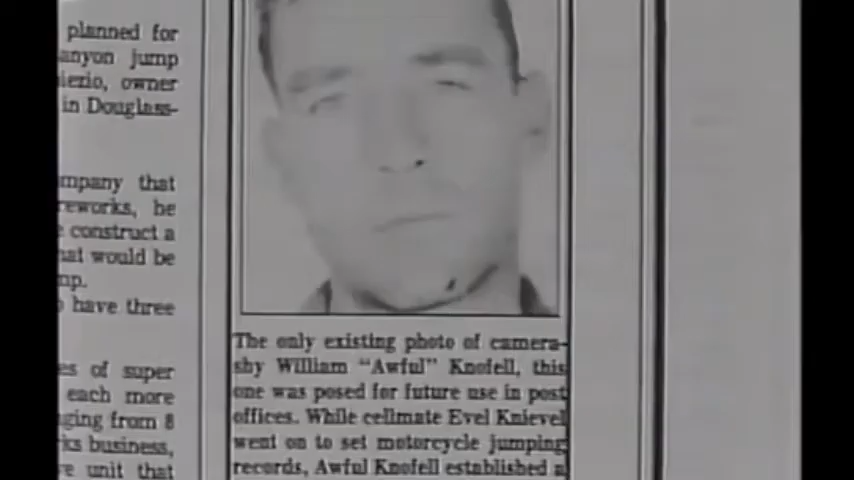 planned for
anyon jump
iezio, owner
in Douglass-
mpany that
reworks, he
construct a
hat would be
mp.
have three
es of super
each more
ging from 8
ks business,
e unit that
The only existing photo of camera-
shy William "Awful" Knofell, this
one was posed for future use in post
offices. While cellmate Evel Knievel
went on to set motorcycle jumping
records, Awful Knofell established a